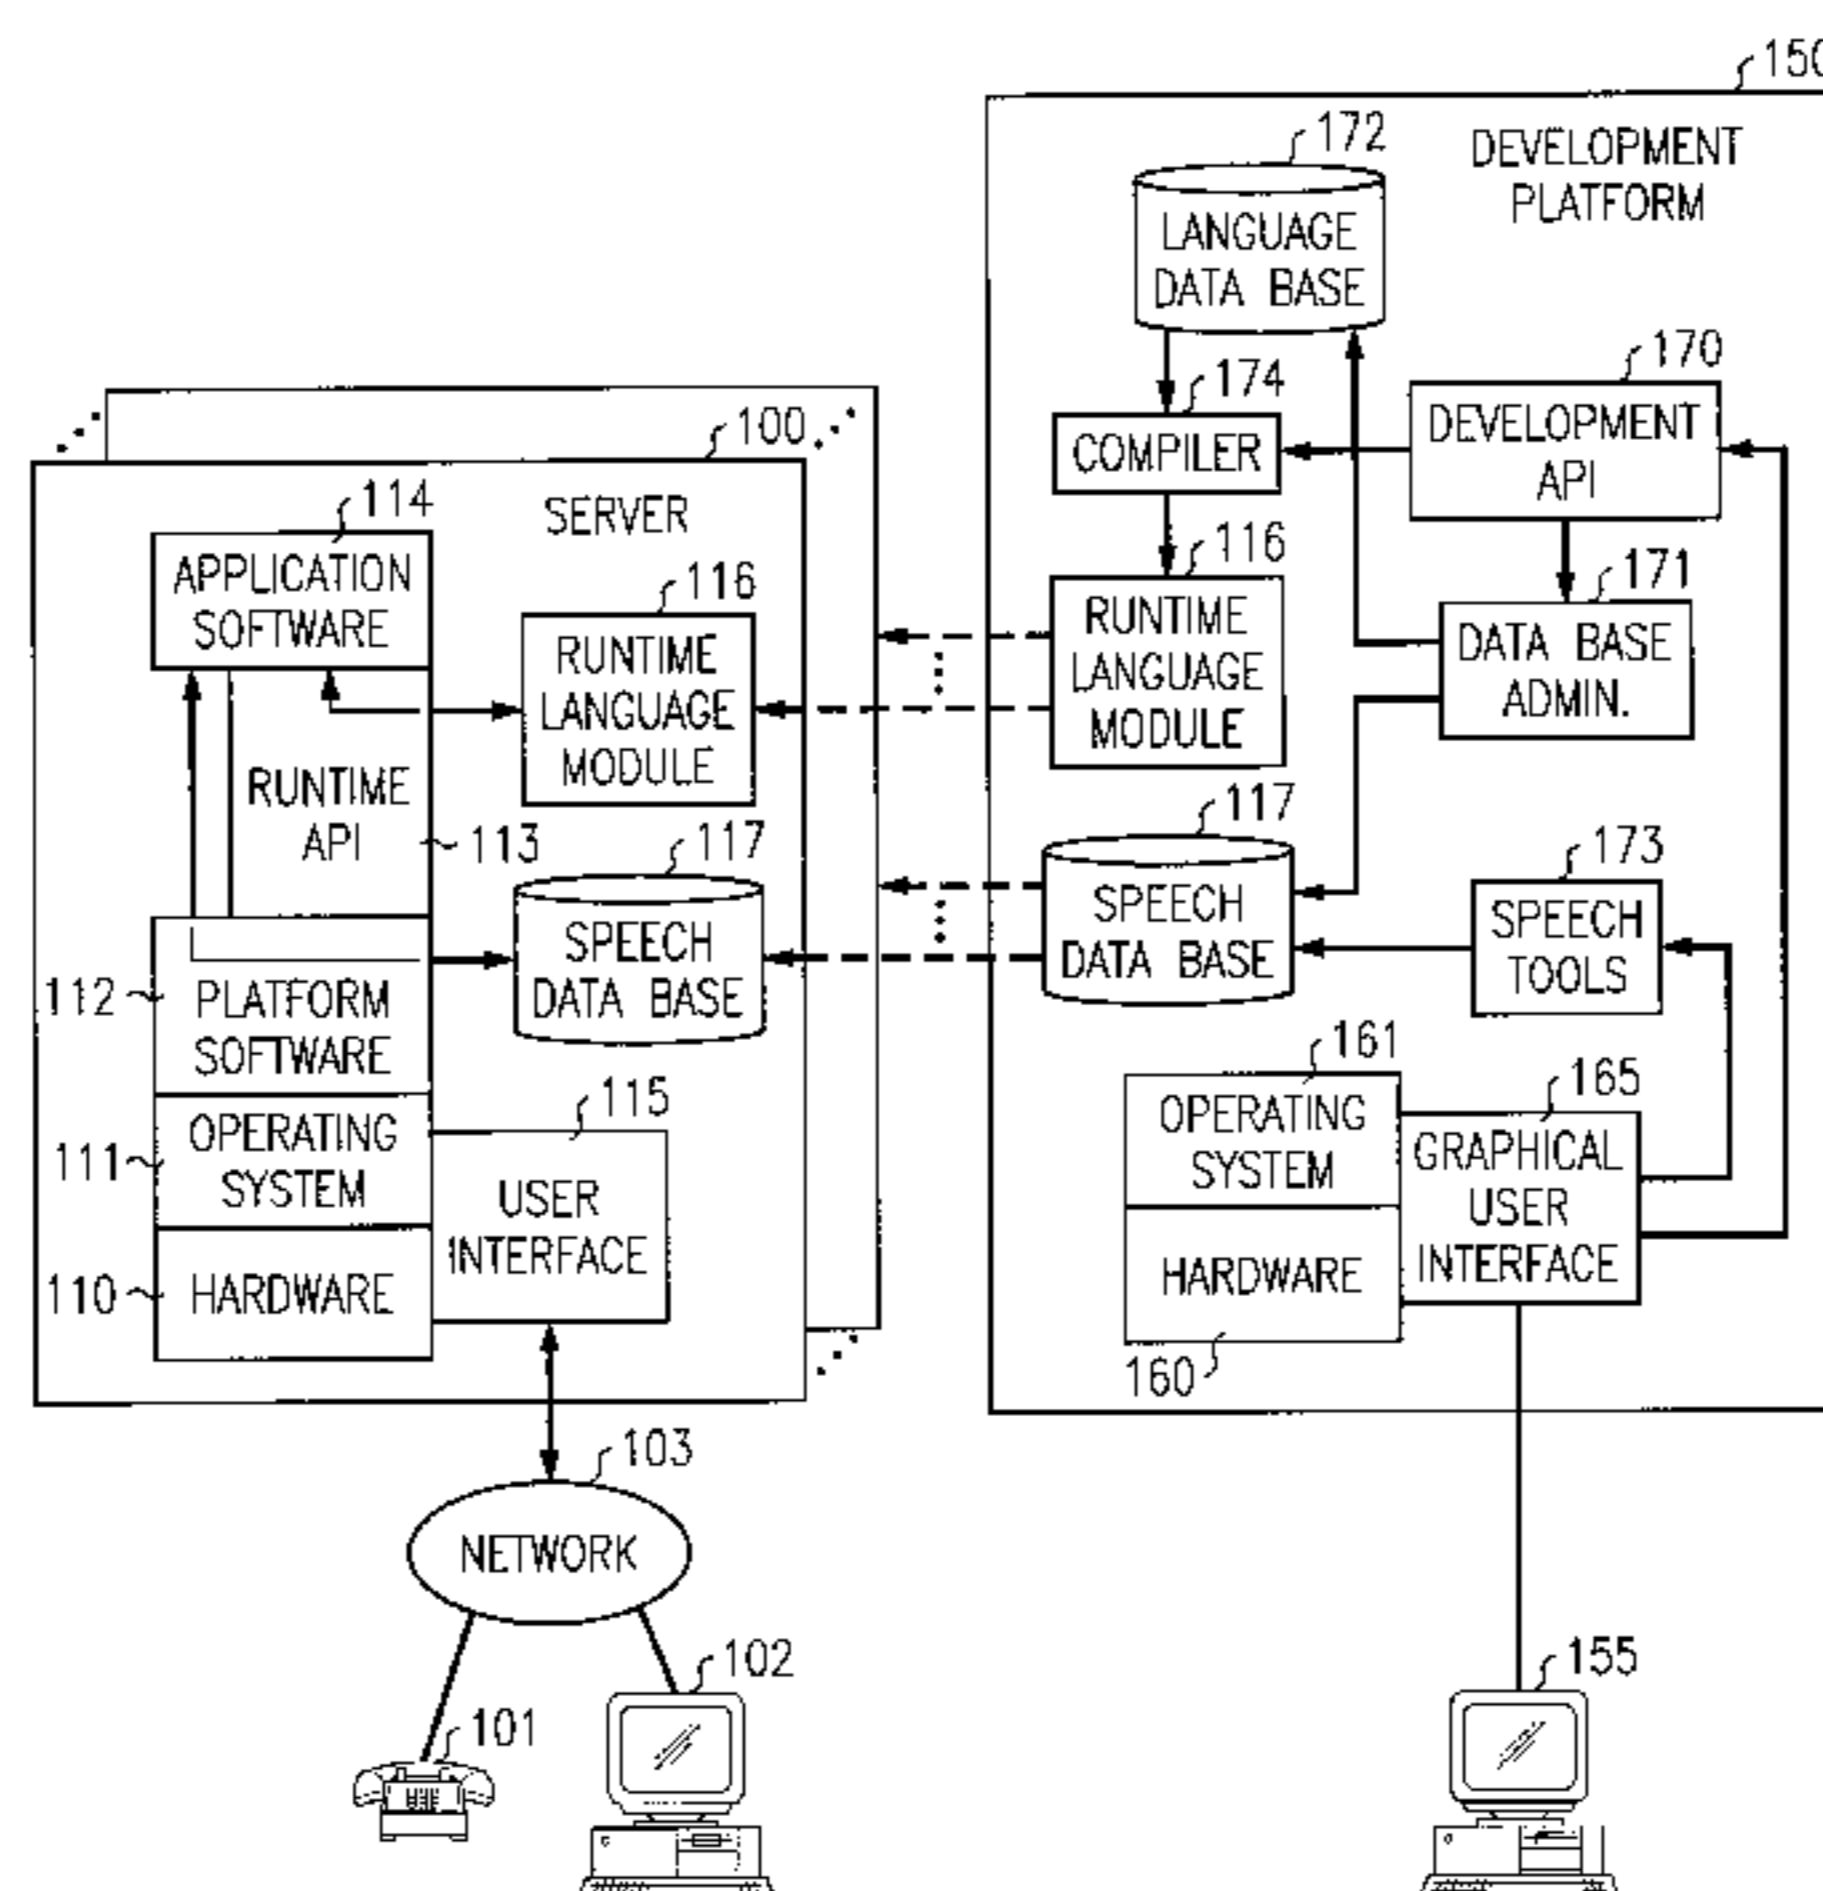 150
DEVELOPMENT
PLATFORM
172
LANGUAGE
DATA BASE
170
DEVELOPMENT
API
174
COMPILER
116
RUNTIME
LANGUAGE
MODULE
171
DATA BASE
ADMIN.
117
SPEECH
DATA BASE
173
SPEECH
TOOLS
161
OPERATING
SYSTEM
165
GRAPHICAL
USER
INTERFACE
HARDWARE
160
155
100
SERVER
114
APPLICATION
SOFTWARE
116
RUNTIME
LANGUAGE
MODULE
RUNTIME
API
113
117
SPEECH
DATA BASE
112
PLATFORM
SOFTWARE
111
OPERATING
SYSTEM
115
USER
INTERFACE
110
HARDWARE
103
NETWORK
102
101